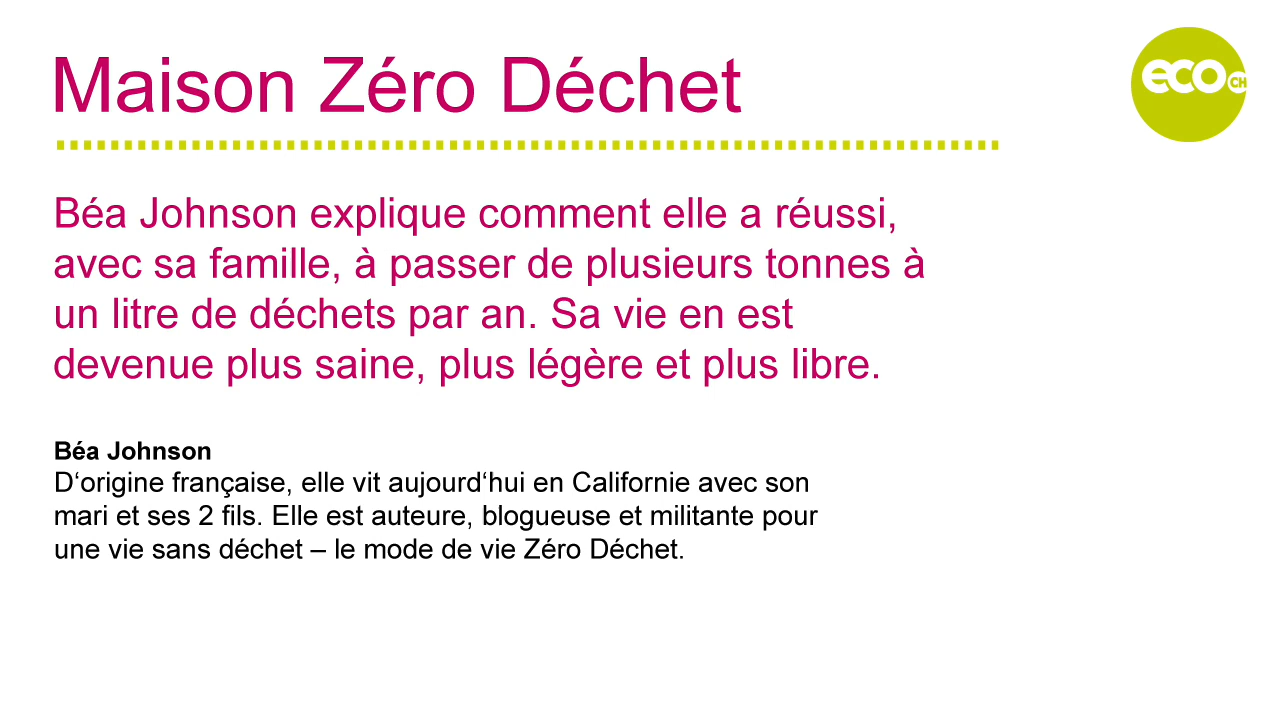 Maison Zéro Déchet
eco
CH
Béa Johnson explique comment elle a réussi,
avec sa famille, à passer de plusieurs tonnes à
un litre de déchets par an. Sa vie en est
devenue plus saine, plus légère et plus libre.
Béa Johnson
D‘origine française, elle vit aujourd‘hui en Californie avec son
mari et ses 2 fils. Elle est auteure, blogueuse et militante pour
une vie sans déchet – le mode de vie Zéro Déchet.